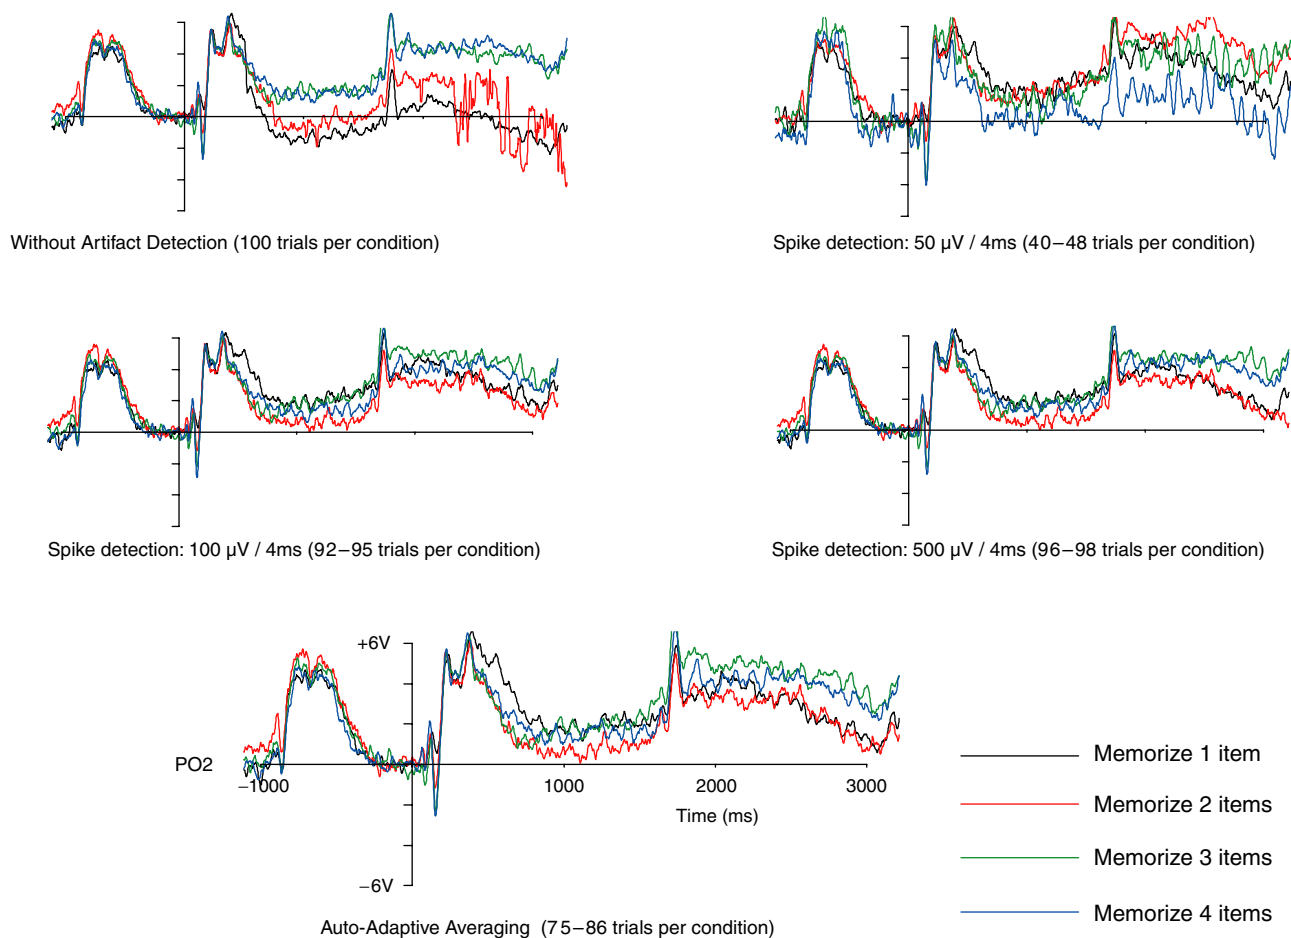 Without Artifact Detection (100 trials per condition)
Spike detection: 50 µV / 4ms (40–48 trials per condition)
Spike detection: 100 µV / 4ms (92–95 trials per condition)
Spike detection: 500 µV / 4ms (96–98 trials per condition)
+6V
PO2
−1000 1000 2000 3000
Time (ms)
−6V
Memorize 1 item
Memorize 2 items
Memorize 3 items
Memorize 4 items
Auto-Adaptive Averaging (75–86 trials per condition)